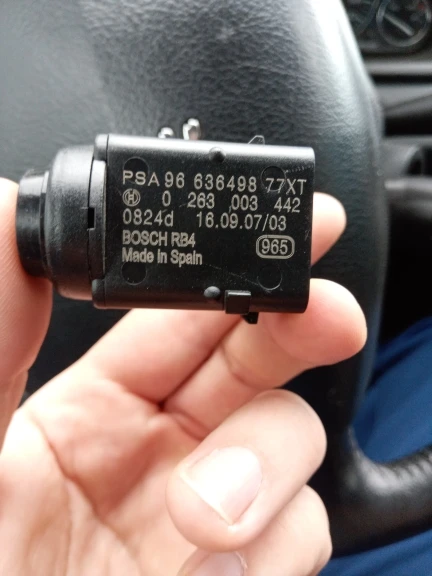 PSA 96 636498 77XT
0 263 003 442
0824d 16.09.07/03
BOSCH RB4
965
Made in Spain